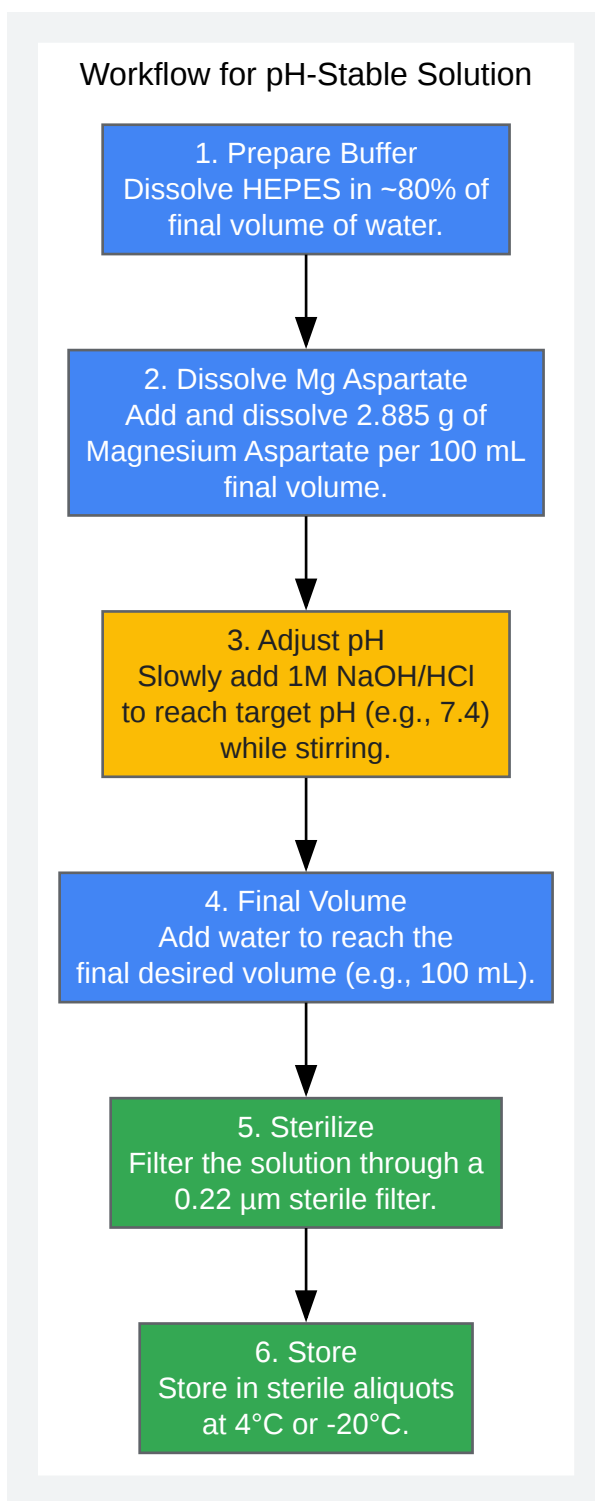 Workflow for pH-Stable Solution
1. Prepare Buffer
Dissolve HEPES in ~80% of
final volume of water.
2. Dissolve Mg Aspartate
Add and dissolve 2.885 g of
Magnesium Aspartate per 100 mL
final volume.
3. Adjust pH
Slowly add 1M NaOH/HCl
to reach target pH (e.g., 7.4)
while stirring.
4. Final Volume
Add water to reach the
final desired volume (e.g., 100 mL).
5. Sterilize
Filter the solution through a
0.22 µm sterile filter.
6. Store
Store in sterile aliquots
at 4°C or -20°C.